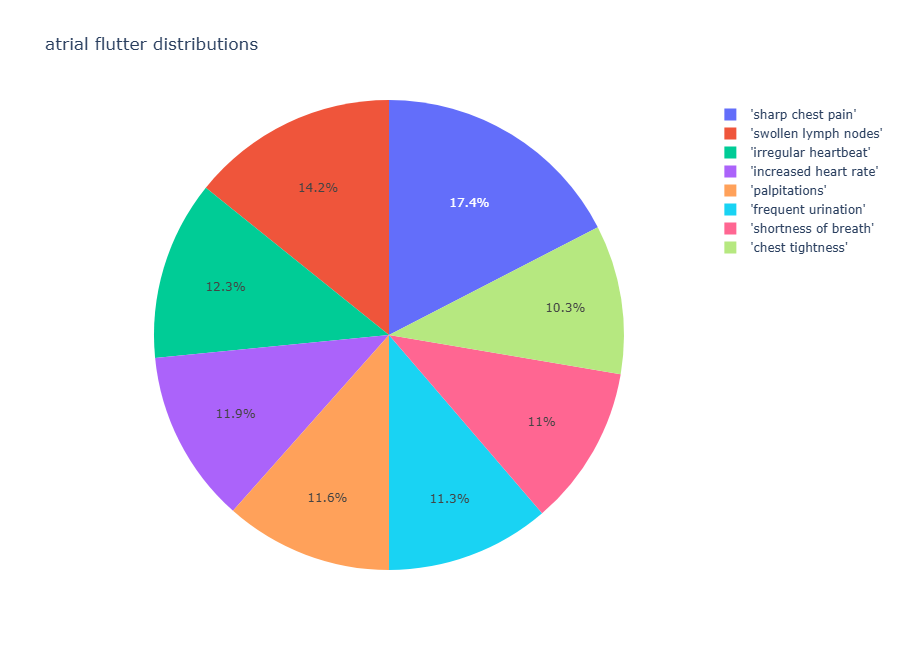 atrial flutter distributions
'sharp chest pain'
'swollen lymph nodes'
'irregular heartbeat'
'increased heart rate'
'palpitations'
'frequent urination'
'shortness of breath'
'chest tightness'
14.2%
17.4%
12.3%
10.3%
11.9%
11%
11.6%
11.3%